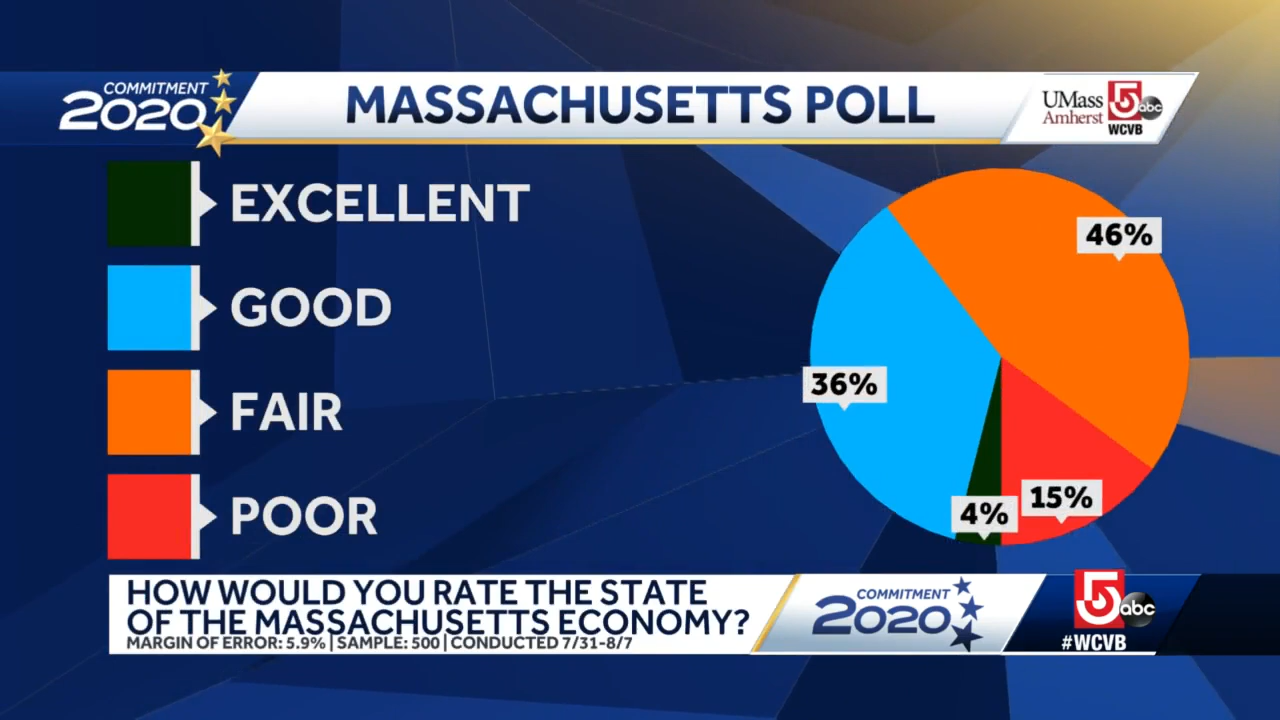 COMMITMENT
2020
MASSACHUSETTS POLL
UMass
Amherst
5 abc
WCVB
EXCELLENT
GOOD
FAIR
POOR
46%
36%
15%
4%
HOW WOULD YOU RATE THE STATE
OF THE MASSACHUSETTS ECONOMY?
MARGIN OF ERROR: 5.9% | SAMPLE: 500 | CONDUCTED 7/31-8/7
COMMITMENT
2020
5 abc
#WCVB